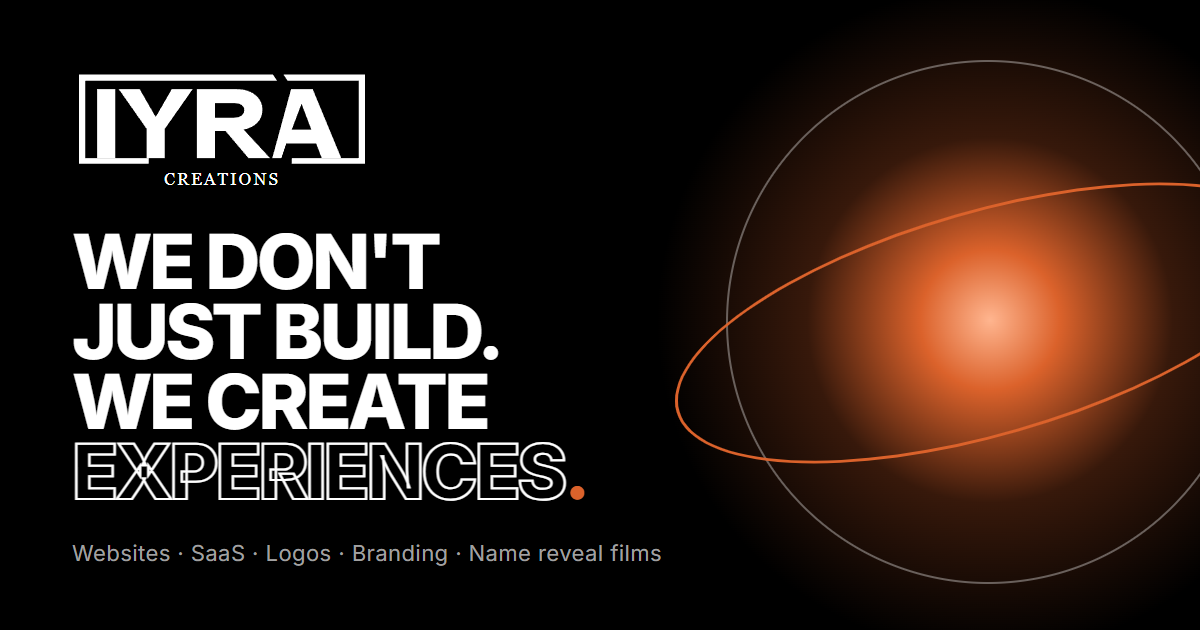 IYRA
CREATIONS
WE DON'T
JUST BUILD.
WE CREATE
EXPERIENCES.
Websites · SaaS · Logos · Branding · Name reveal films